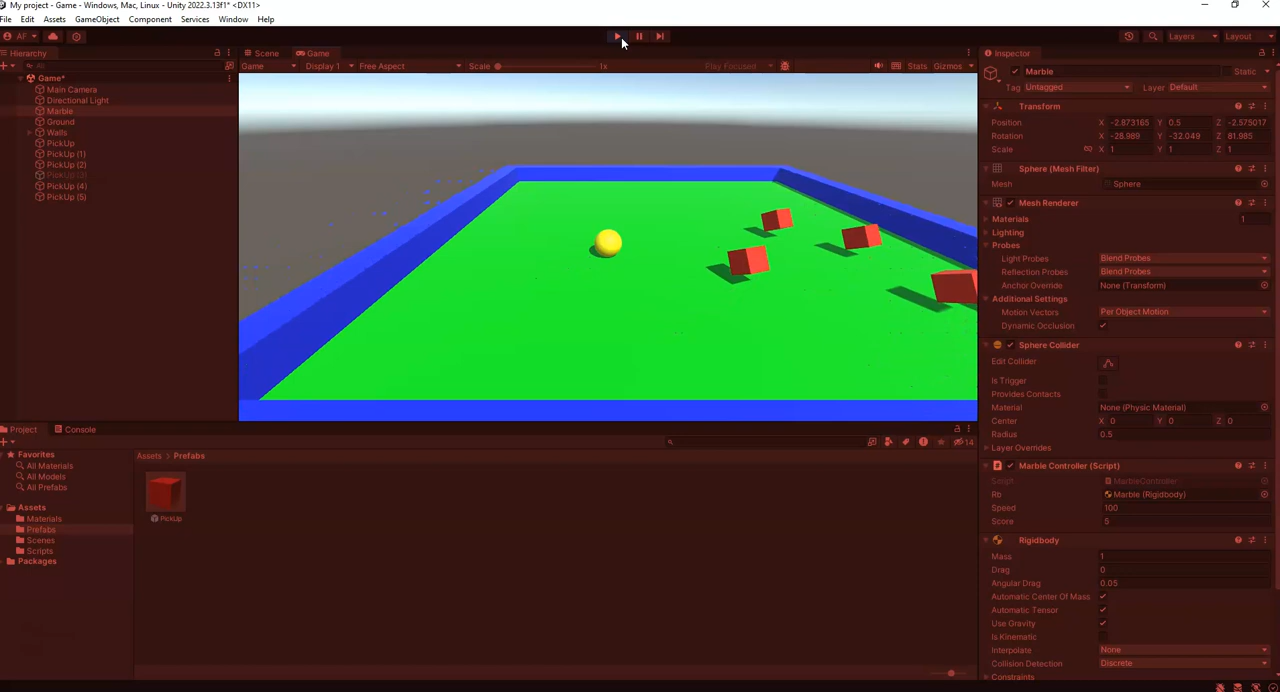 My project - Game - Windows, Mac, Linux - Unity 2022.3.13f1* <DX11>
File Edit Assets GameObject Component Services Window Help
AF Layers Layout
Hierarchy
All
Game*
Main Camera
Directional Light
Marble
Ground
Walls
PickUp
PickUp (1)
PickUp (2)
PickUp (3)
PickUp (4)
PickUp (5)
Scene Game
Game Display 1 Free Aspect Scale 1x Play Focused Stats Gizmos
Inspector
Marble Static
Tag Untagged Layer Default
Transform
Position X -2.873165 Y 0.5 Z -2.575017
Rotation X -28.989 Y -32.049 Z 81.985
Scale X 1 Y 1 Z 1
Sphere (Mesh Filter)
Mesh Sphere
Mesh Renderer
Materials 1
Lighting
Probes
Light Probes Blend Probes
Reflection Probes Blend Probes
Anchor Override None (Transform)
Additional Settings
Motion Vectors Per Object Motion
Dynamic Occlusion
Sphere Collider
Edit Collider
Is Trigger
Provides Contacts
Material None (Physic Material)
Center X 0 Y 0 Z 0
Radius 0.5
Layer Overrides
Marble Controller (Script)
Script MarbleController
Rb Marble (Rigidbody)
Speed 100
Score 5
Rigidbody
Mass 1
Drag 0
Angular Drag 0.05
Automatic Center Of Mass
Automatic Tensor
Use Gravity
Is Kinematic
Interpolate None
Collision Detection Discrete
Constraints
Project Console
14
Favorites
All Materials
All Models
All Prefabs
Assets
Materials
Prefabs
Scenes
Scripts
Packages
Assets > Prefabs
PickUp